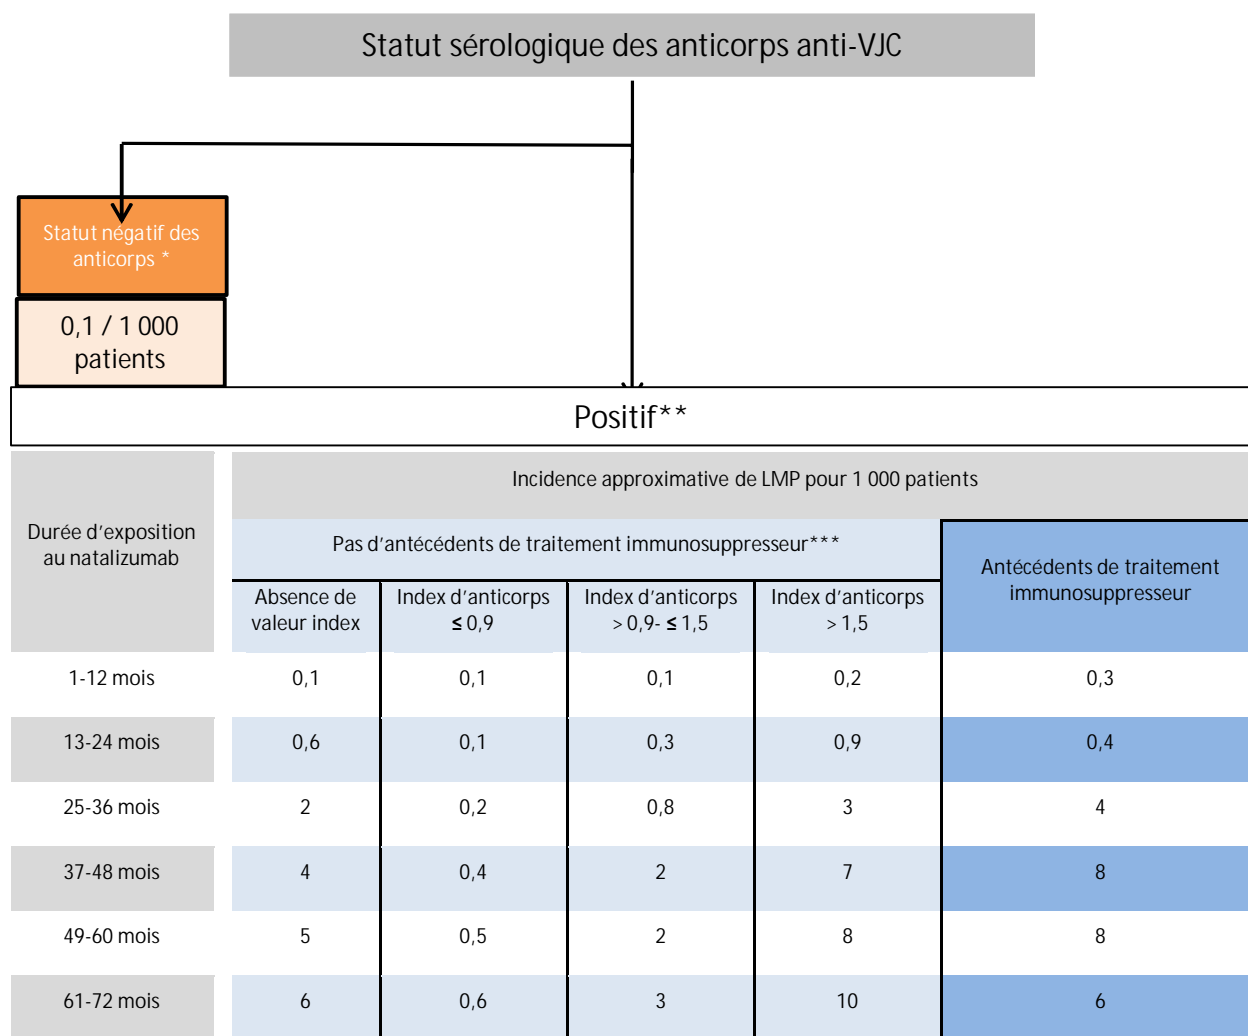 Statut sérologique des anticorps anti-VJC
Statut négatif des
anticorps *
0,1 / 1 000
patients
Positif**
Durée d’exposition
au natalizumab
Incidence approximative de LMP pour 1 000 patients
Pas d’antécédents de traitement immunosuppresseur***
Antécédents de traitement
immunosuppresseur
Absence de
valeur index
Index d’anticorps
≤ 0,9
Index d’anticorps
> 0,9- ≤ 1,5
Index d’anticorps
> 1,5
1-12 mois 0,1 0,1 0,1 0,2 0,3
13-24 mois 0,6 0,1 0,3 0,9 0,4
25-36 mois 2 0,2 0,8 3 4
37-48 mois 4 0,4 2 7 8
49-60 mois 5 0,5 2 8 8
61-72 mois 6 0,6 3 10 6